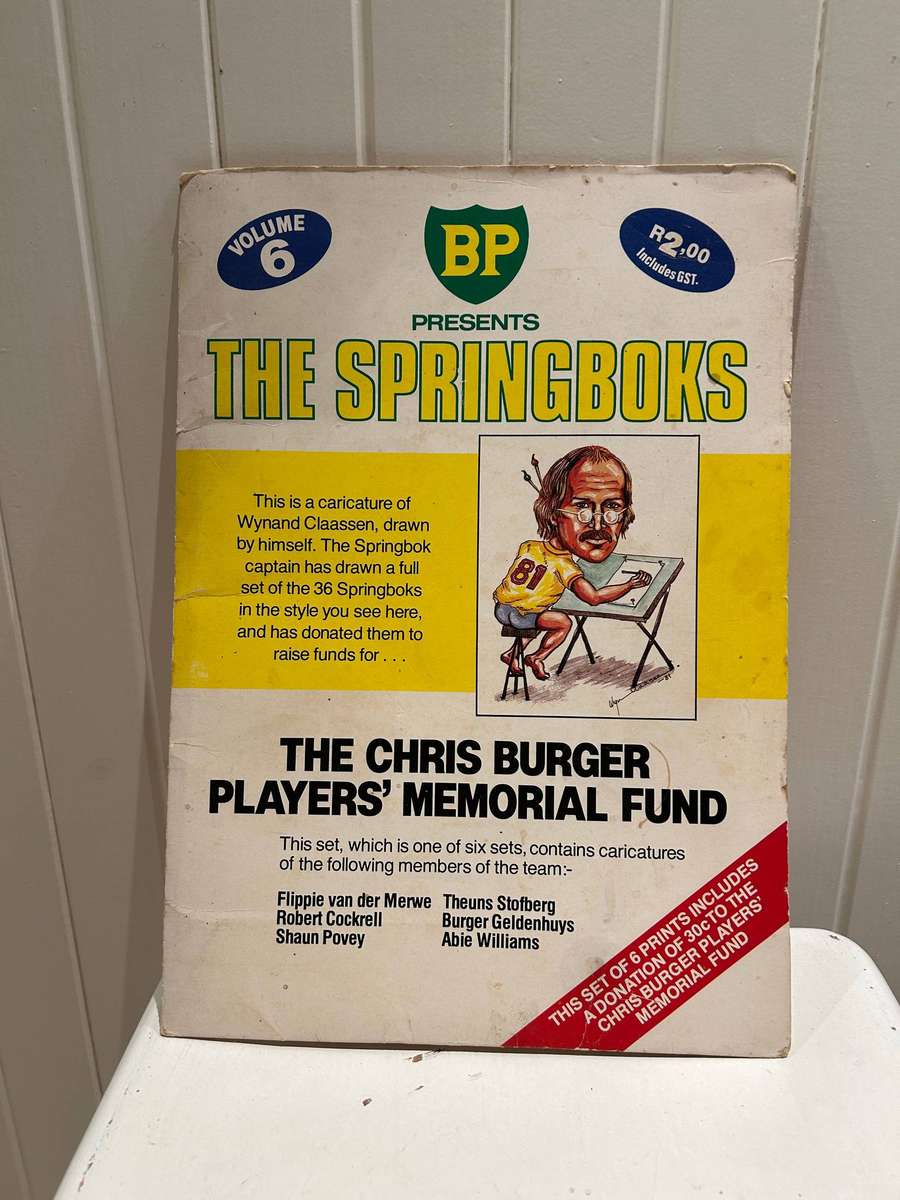 VOLUME
6
BP
R2,00
Includes GST.
PRESENTS
THE SPRINGBOKS
This is a caricature of
Wynand Claassen, drawn
by himself. The Springbok
captain has drawn a full
set of the 36 Springboks
in the style you see here,
and has donated them to
raise funds for . . .
81
THE CHRIS BURGER
PLAYERS' MEMORIAL FUND
This set, which is one of six sets, contains caricatures
of the following members of the team:-
Flippie van der Merwe Theuns Stofberg
Robert Cockrell Burger Geldenhuys
Shaun Povey Abie Williams
THIS SET OF 6 PRINTS INCLUDES
A DONATION OF 30c TO THE
CHRIS BURGER PLAYERS'
MEMORIAL FUND